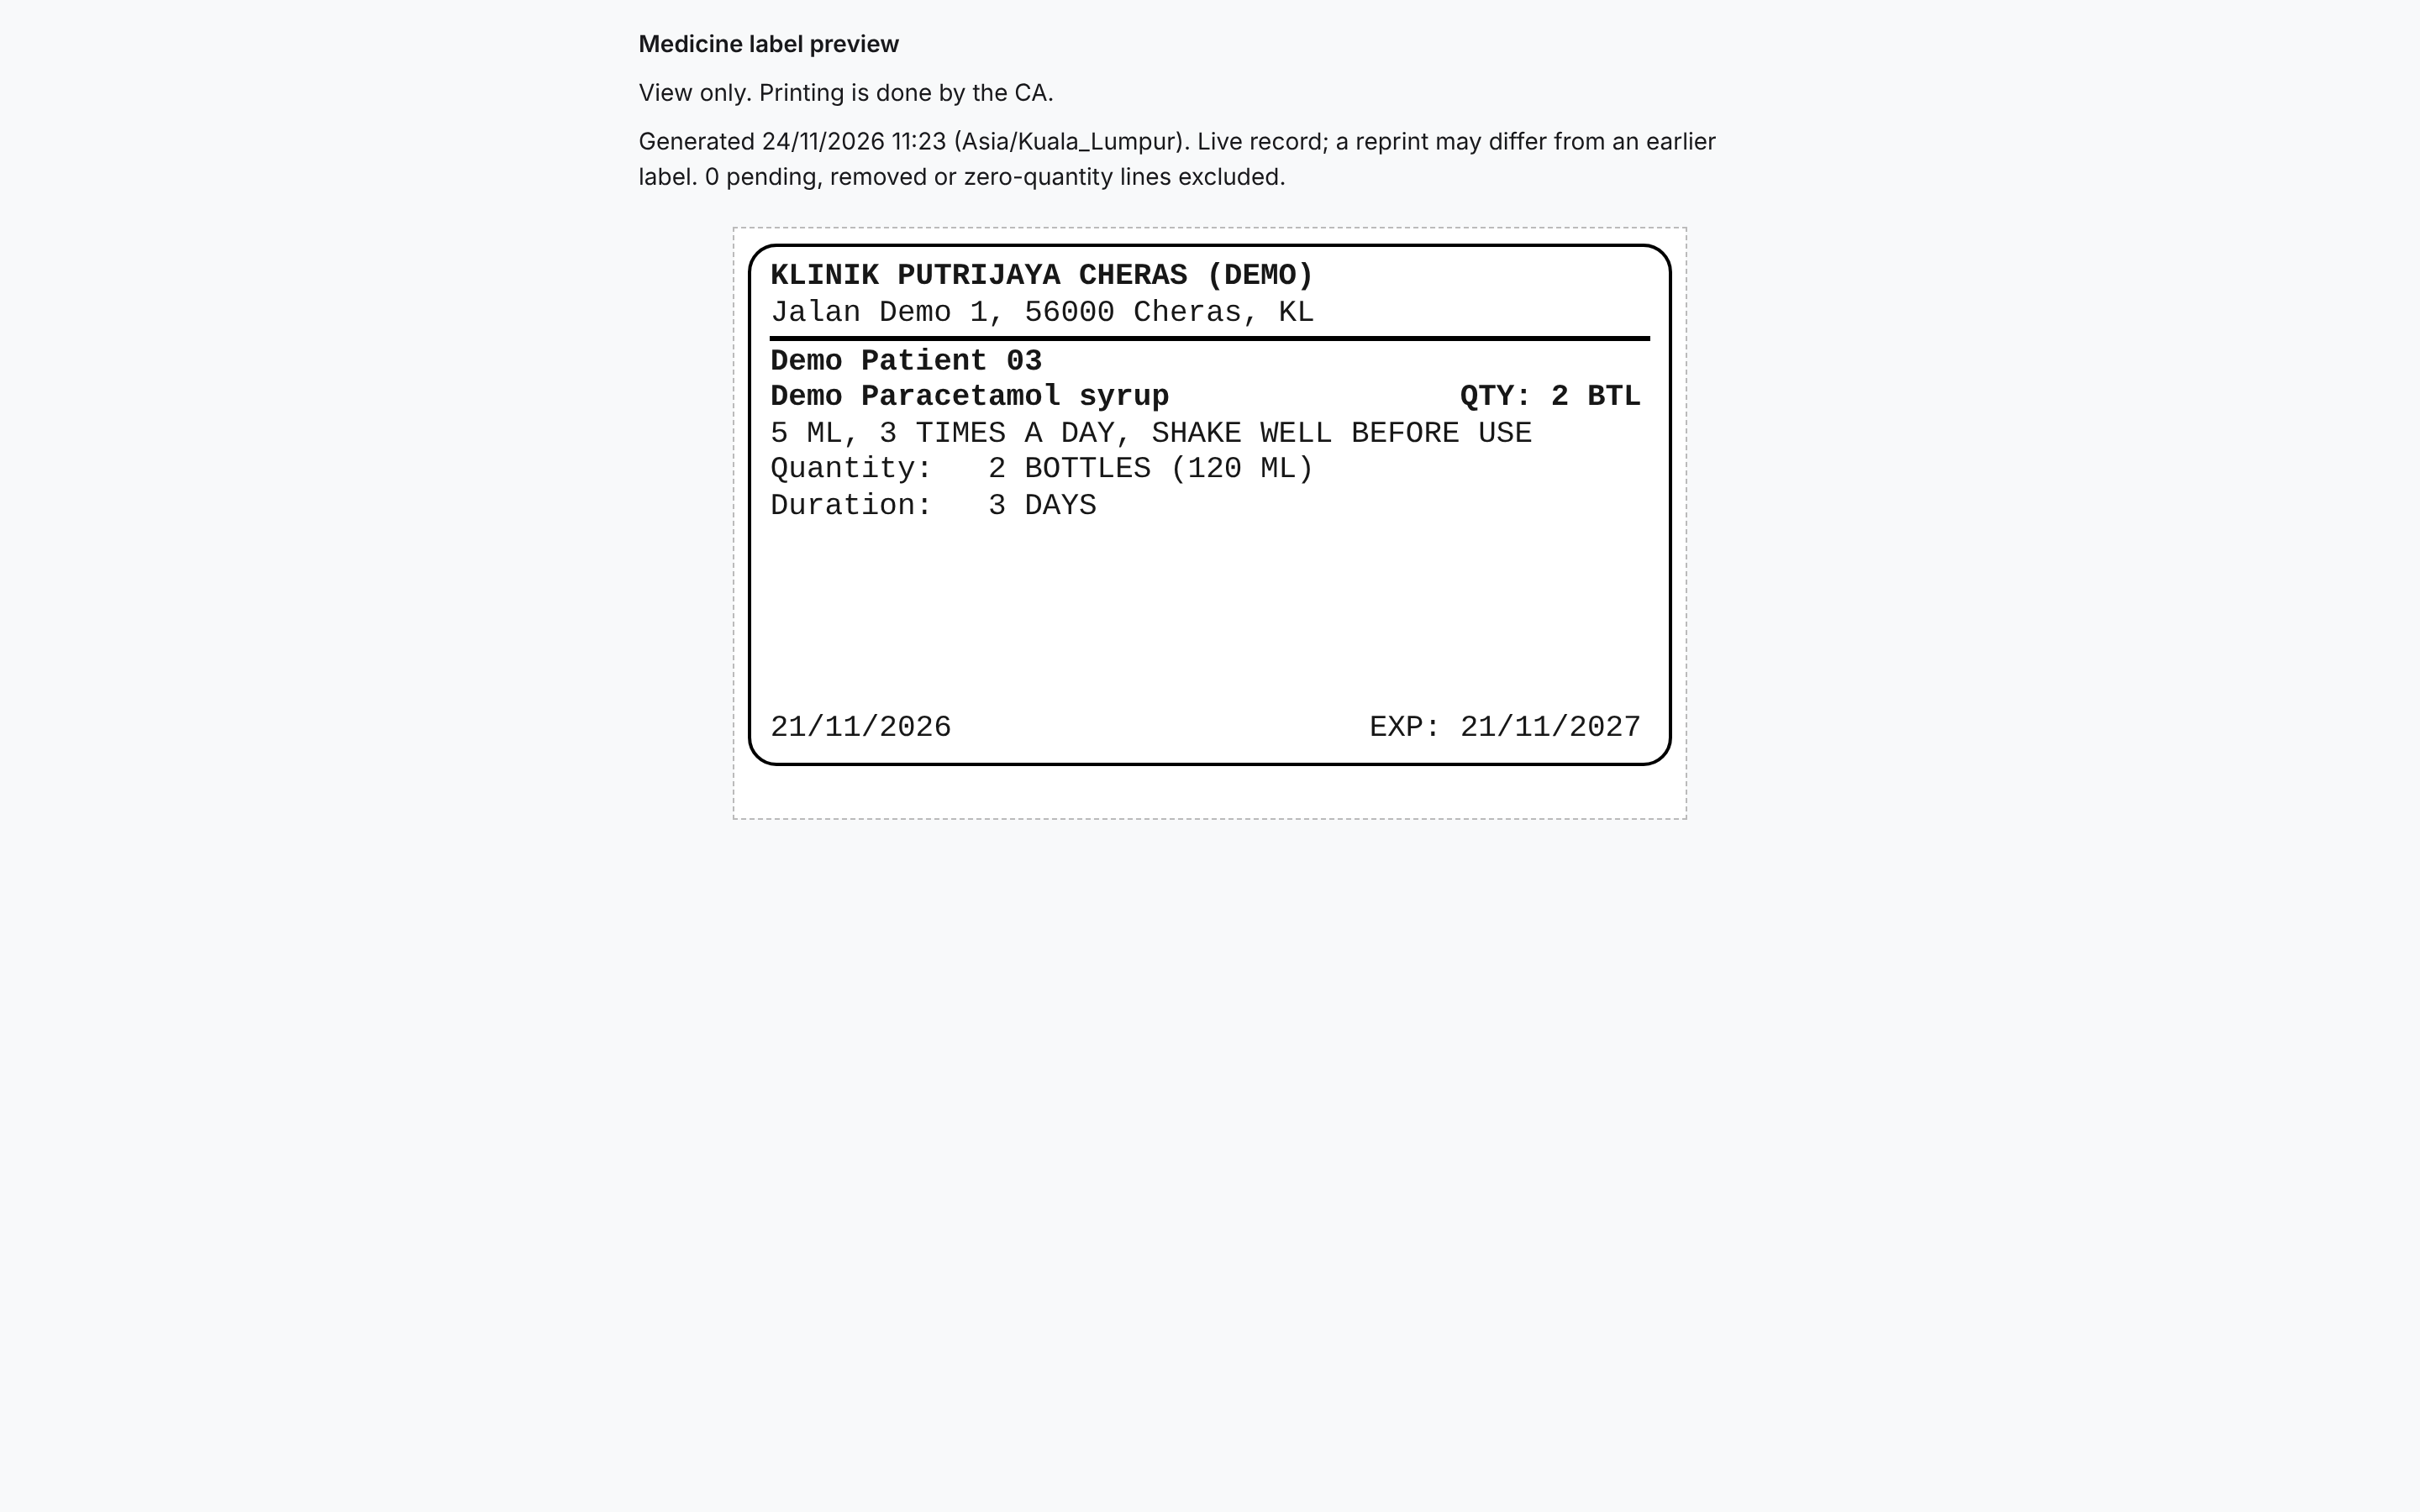 Medicine label preview
View only. Printing is done by the CA.
Generated 24/11/2026 11:23 (Asia/Kuala_Lumpur). Live record; a reprint may differ from an earlier
label. 0 pending, removed or zero-quantity lines excluded.
KLINIK PUTRIJAYA CHERAS (DEMO)
Jalan Demo 1, 56000 Cheras, KL
Demo Patient 03
Demo Paracetamol syrup QTY: 2 BTL
5 ML, 3 TIMES A DAY, SHAKE WELL BEFORE USE
Quantity: 2 BOTTLES (120 ML)
Duration: 3 DAYS
21/11/2026 EXP: 21/11/2027